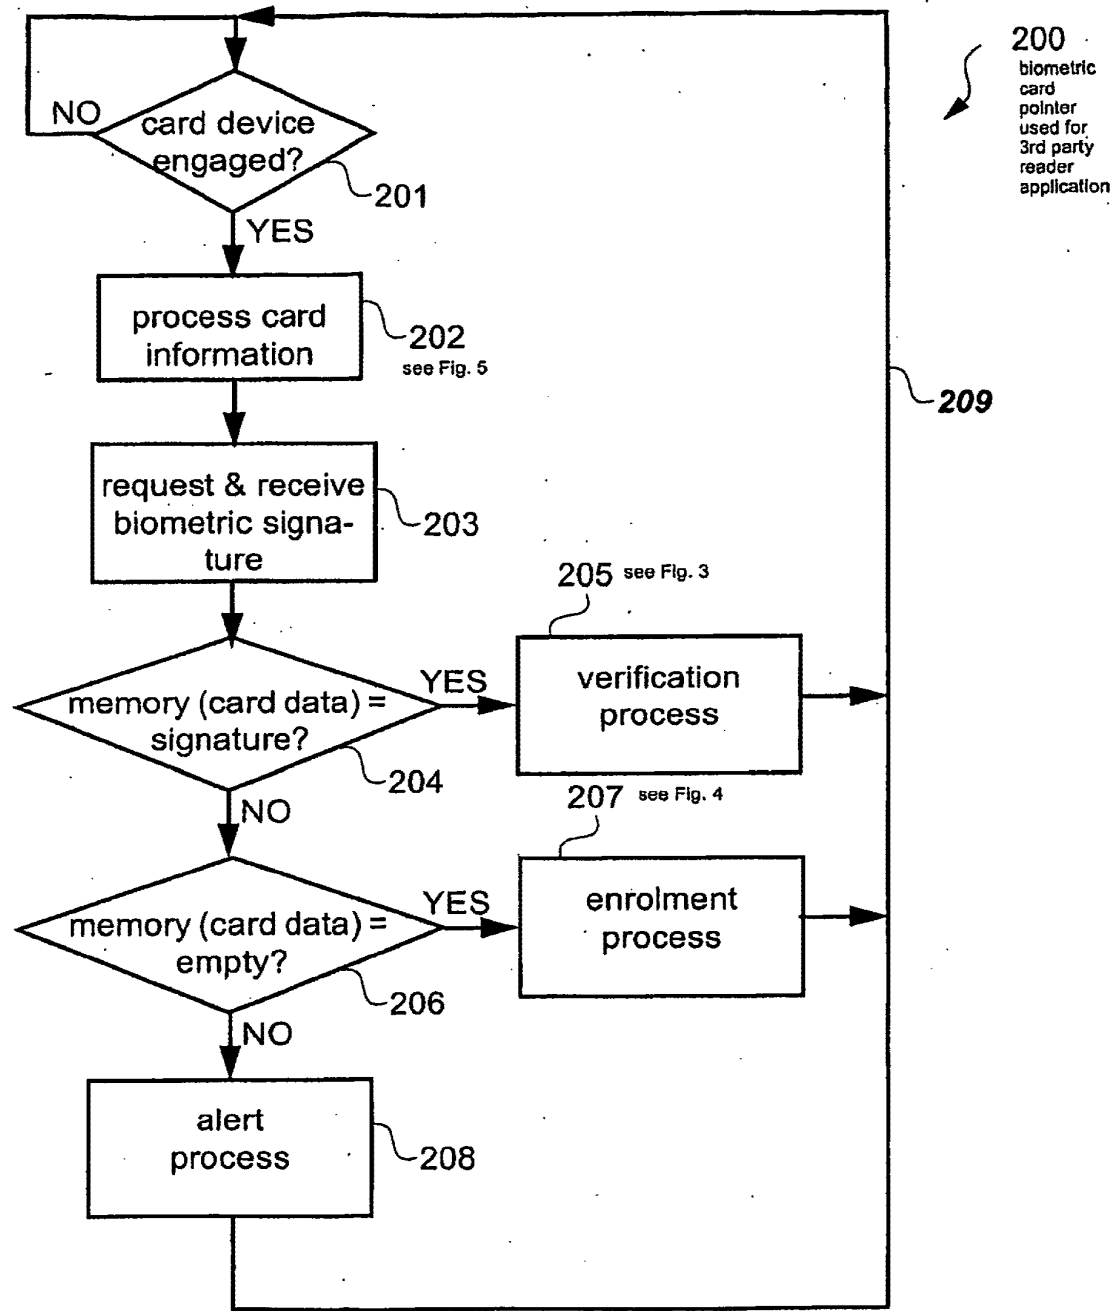 200
biometric
card
pointer
used for
3rd party
reader
application
NO
card device
engaged?
201
YES
process card
information
202
see Fig. 5
209
request & receive
biometric signa-
ture
203
205 see Fig. 3
memory (card data) =
signature?
YES
verification
process
204
NO
207 see Fig. 4
memory (card data) =
empty?
YES
enrolment
process
206
NO
alert
process
208